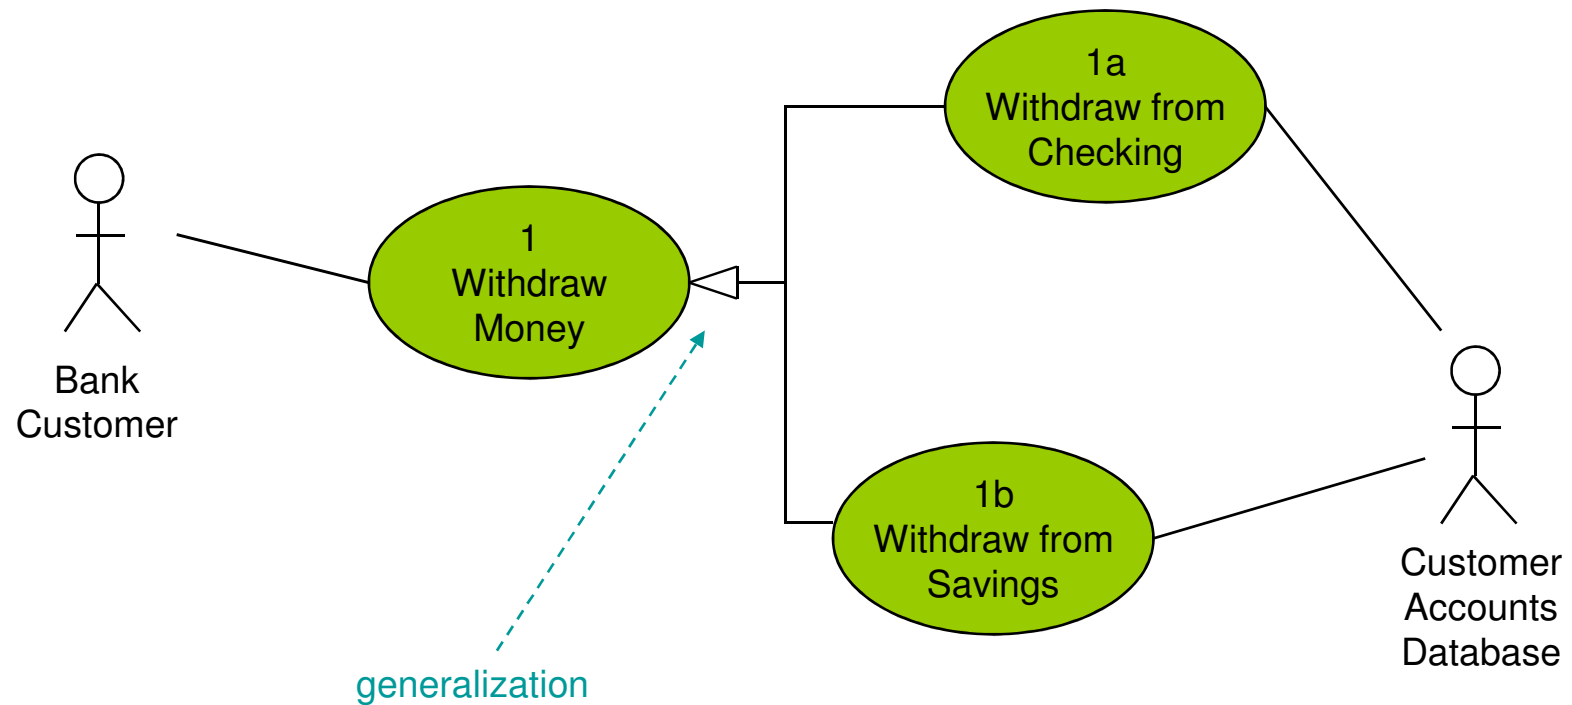 1a
Withdraw from
Checking
1
Withdraw
Money
Bank
Customer
1b
Withdraw from
Savings
Customer
Accounts
Database
generalization